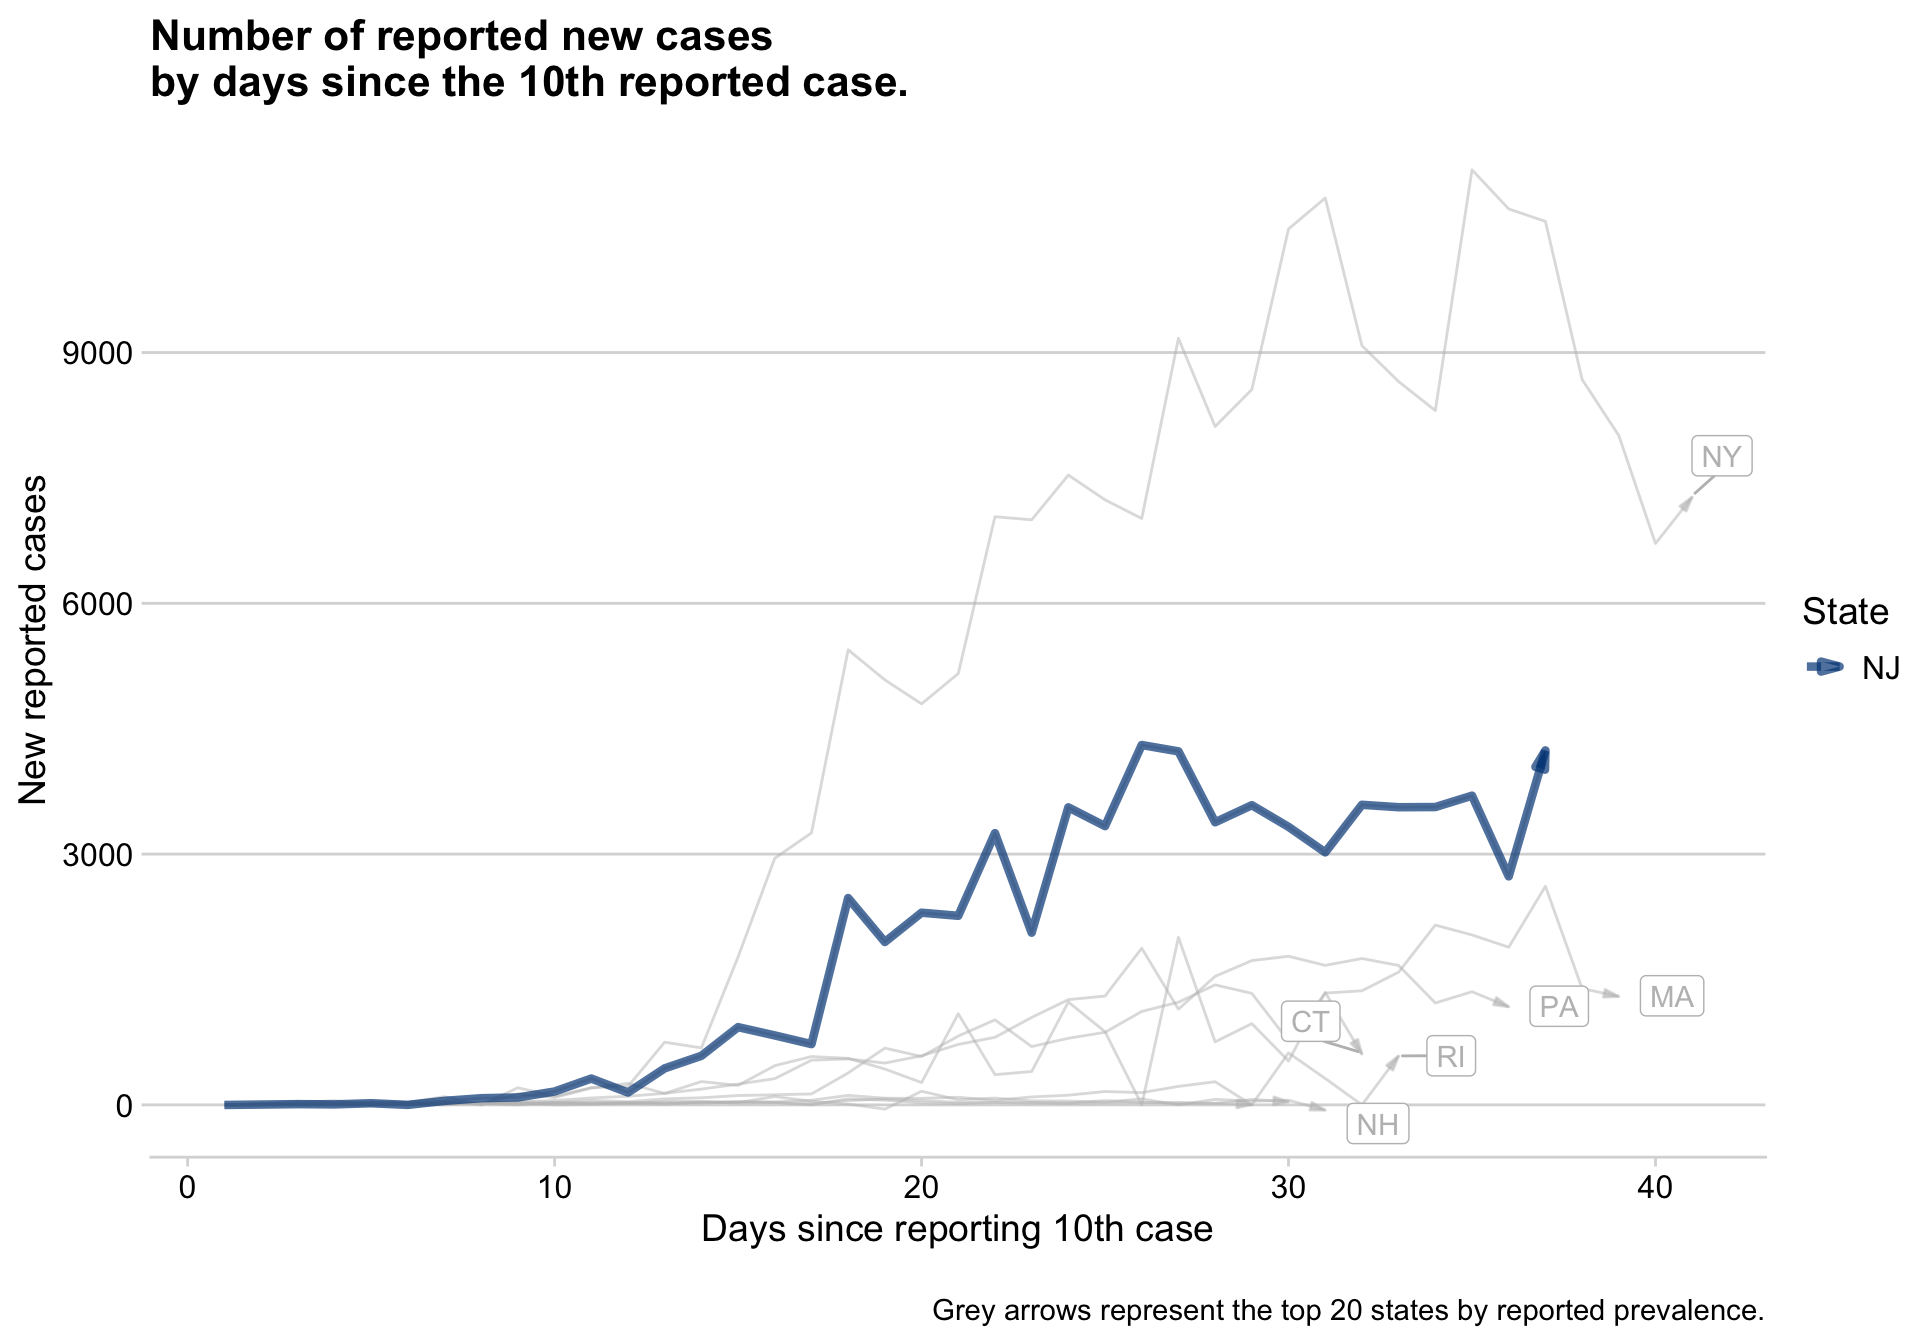 Number of reported new cases
by days since the 10th reported case.
New reported cases
9000
6000
3000
0
NY
MA
PA
CT
RI
NH
0 10 20 30 40
Days since reporting 10th case
State
NJ
Grey arrows represent the top 20 states by reported prevalence.